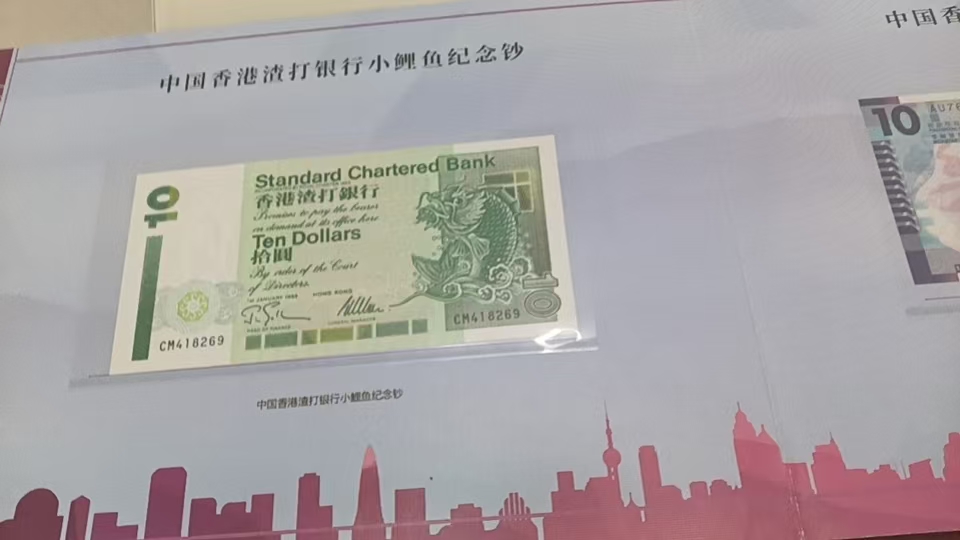 中国香港渣打银行小鲤鱼纪念钞
中国香
10
Standard Chartered Bank
香港渣打銀行
Promises to pay the bearer
on demand at its office here
Ten Dollars
拾圓
By order of the Court
of Directors
HONG KONG
CM418269
CM418269
10
10
中国香港渣打银行小鲤鱼纪念钞